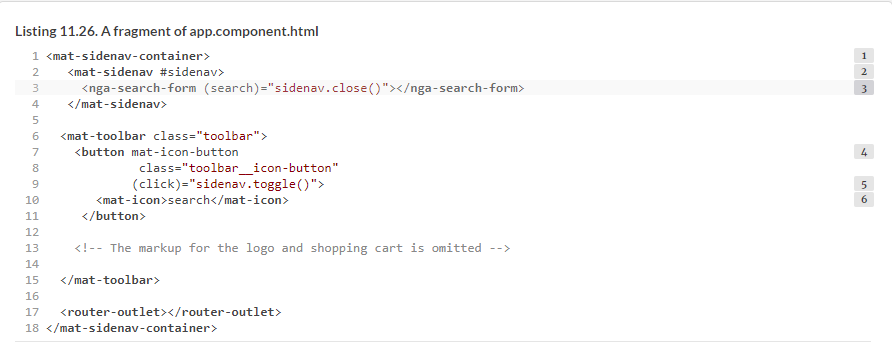 Listing 11.26. A fragment of app.component.html
1 <mat-sidenav-container> 1
2 <mat-sidenav #sidenav> 2
3 <nga-search-form (search)="sidenav.close()"></nga-search-form> 3
4 </mat-sidenav>
5
6 <mat-toolbar class="toolbar">
7 <button mat-icon-button 4
8 class="toolbar__icon-button"
9 (click)="sidenav.toggle()"> 5
10 <mat-icon>search</mat-icon> 6
11 </button>
12
13 <!-- The markup for the logo and shopping cart is omitted -->
14
15 </mat-toolbar>
16
17 <router-outlet></router-outlet>
18 </mat-sidenav-container>